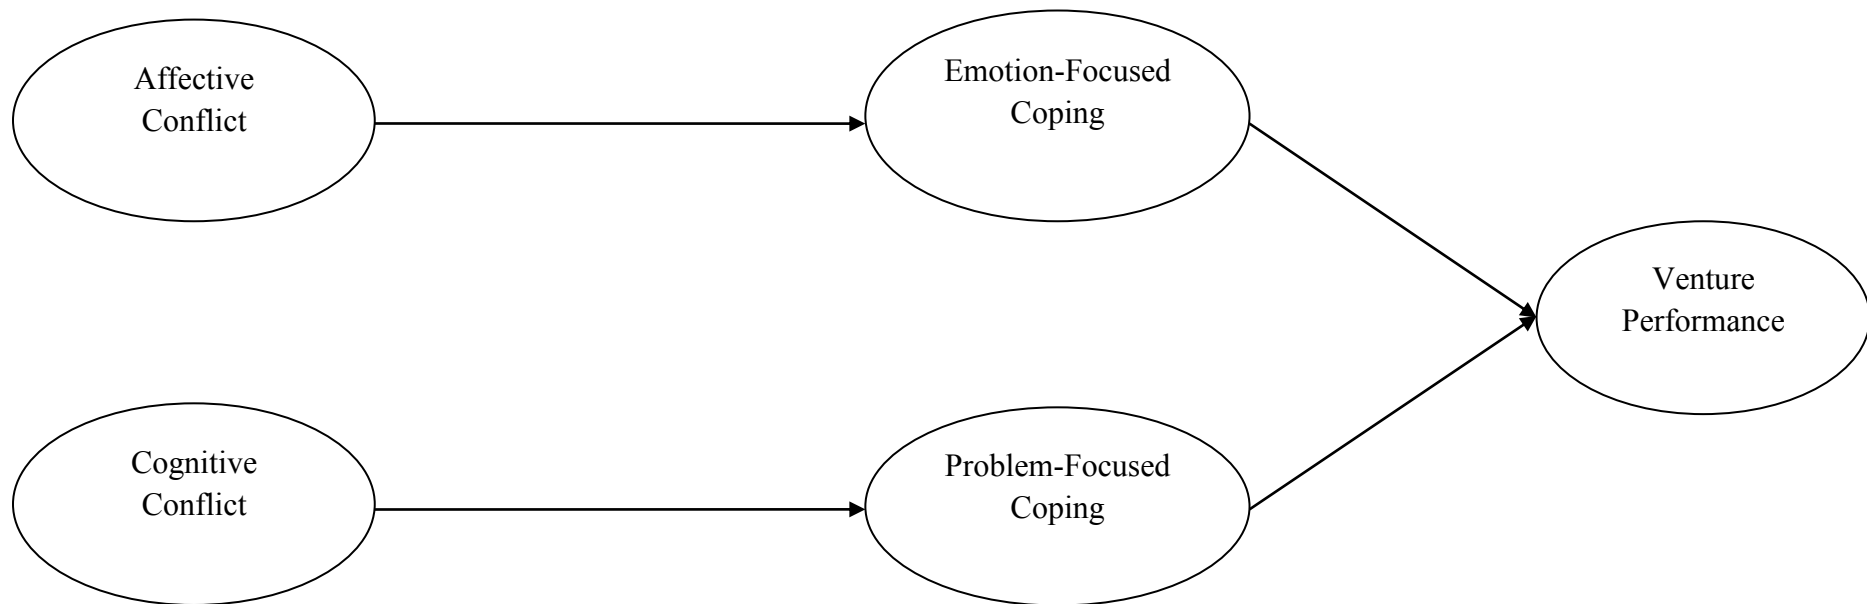 Affective
Conflict
Emotion-Focused
Coping
Venture
Performance
Cognitive
Conflict
Problem-Focused
Coping